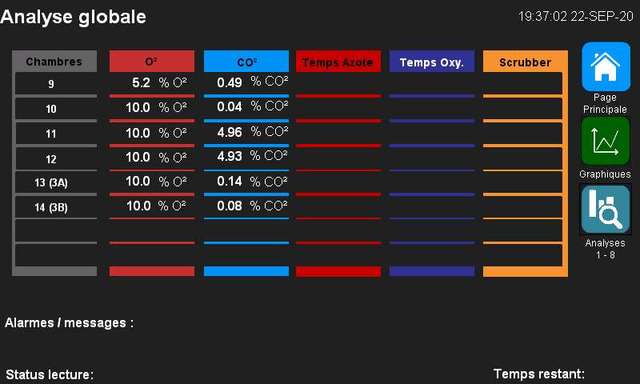 Analyse globale
19:37:02 22-SEP-20
Chambres O² CO² Temps Azote Temps Oxy. Scrubber
9 5.2 % O² 0.49 % CO²
10 10.0 % O² 0.04 % CO²
11 10.0 % O² 4.96 % CO²
12 10.0 % O² 4.93 % CO²
13 (3A) 10.0 % O² 0.14 % CO²
14 (3B) 10.0 % O² 0.08 % CO²
Page
Principale
Graphiques
Analyses
1 - 8
Alarmes / messages :
Status lecture:
Temps restant: